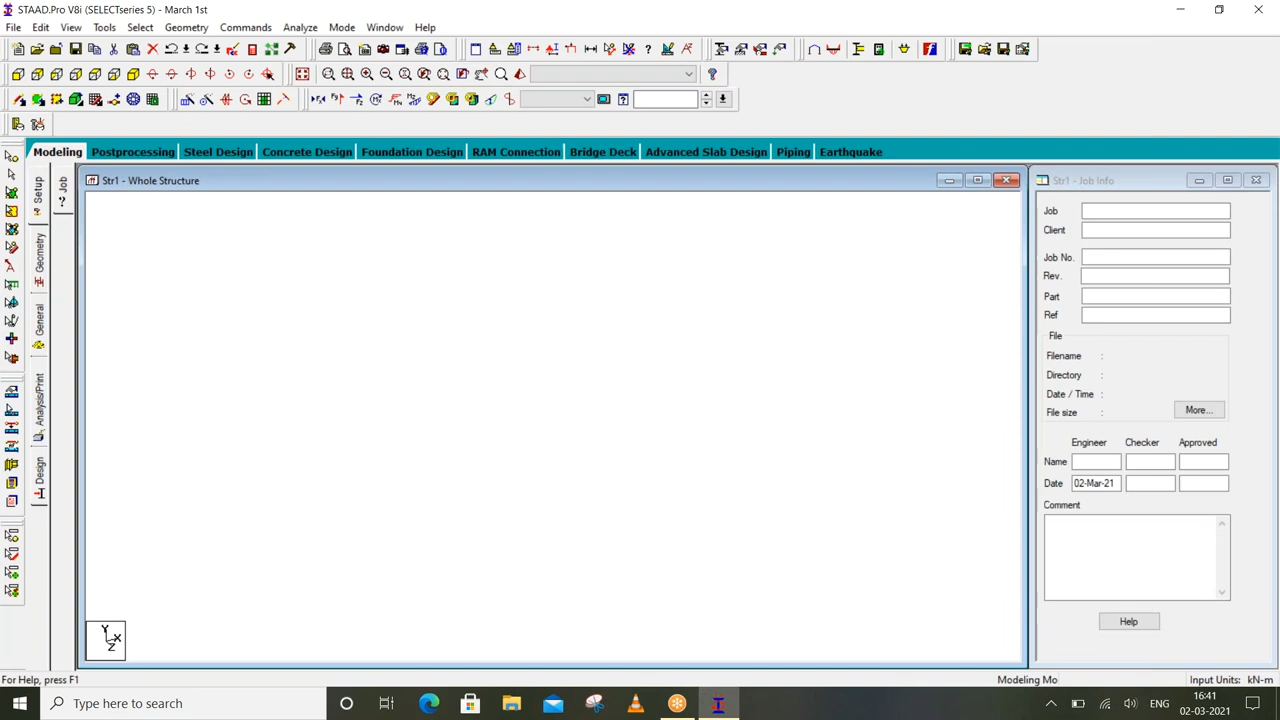 STAAD.Pro V8i (SELECTseries 5) - March 1st
File Edit View Tools Select Geometry Commands Analyze Mode Window Help
Modeling Postprocessing Steel Design Concrete Design Foundation Design RAM Connection Bridge Deck Advanced Slab Design Piping Earthquake
Setup
Geometry
General
Analysis/Print
Design
Job
Str1 - Whole Structure
Y
X
Z
Str1 - Job Info
Job
Client
Job No.
Rev.
Part
Ref
File
Filename :
Directory :
Date / Time :
File size : More...
Engineer Checker Approved
Name
Date 02-Mar-21
Comment
Help
For Help, press F1 Modeling Mo Input Units: kN-m
Type here to search ENG 16:41
02-03-2021